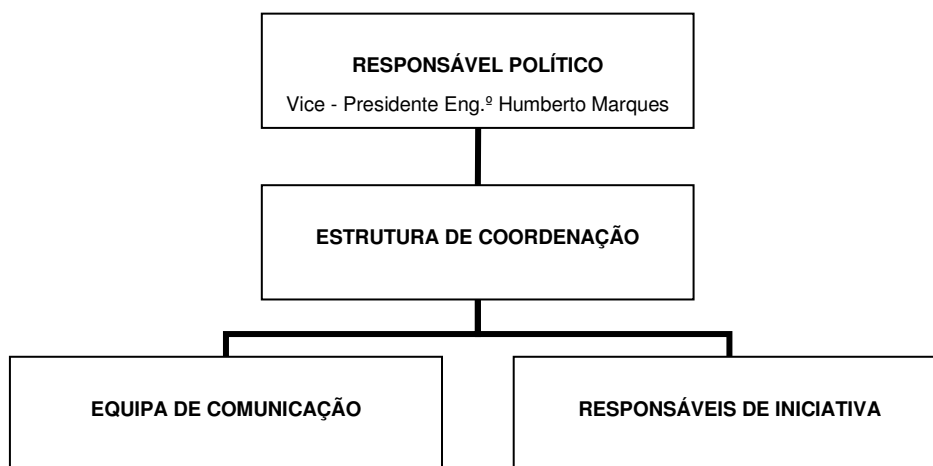 RESPONSÁVEL POLÍTICO
Vice - Presidente Eng.º Humberto Marques
ESTRUTURA DE COORDENAÇÃO
EQUIPA DE COMUNICAÇÃO
RESPONSÁVEIS DE INICIATIVA